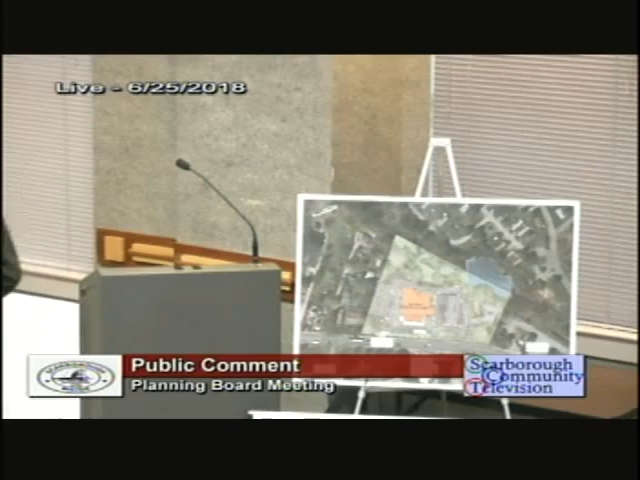 Live - 6/25/2018
Public Comment
Planning Board Meeting
Scarborough
Community
Television